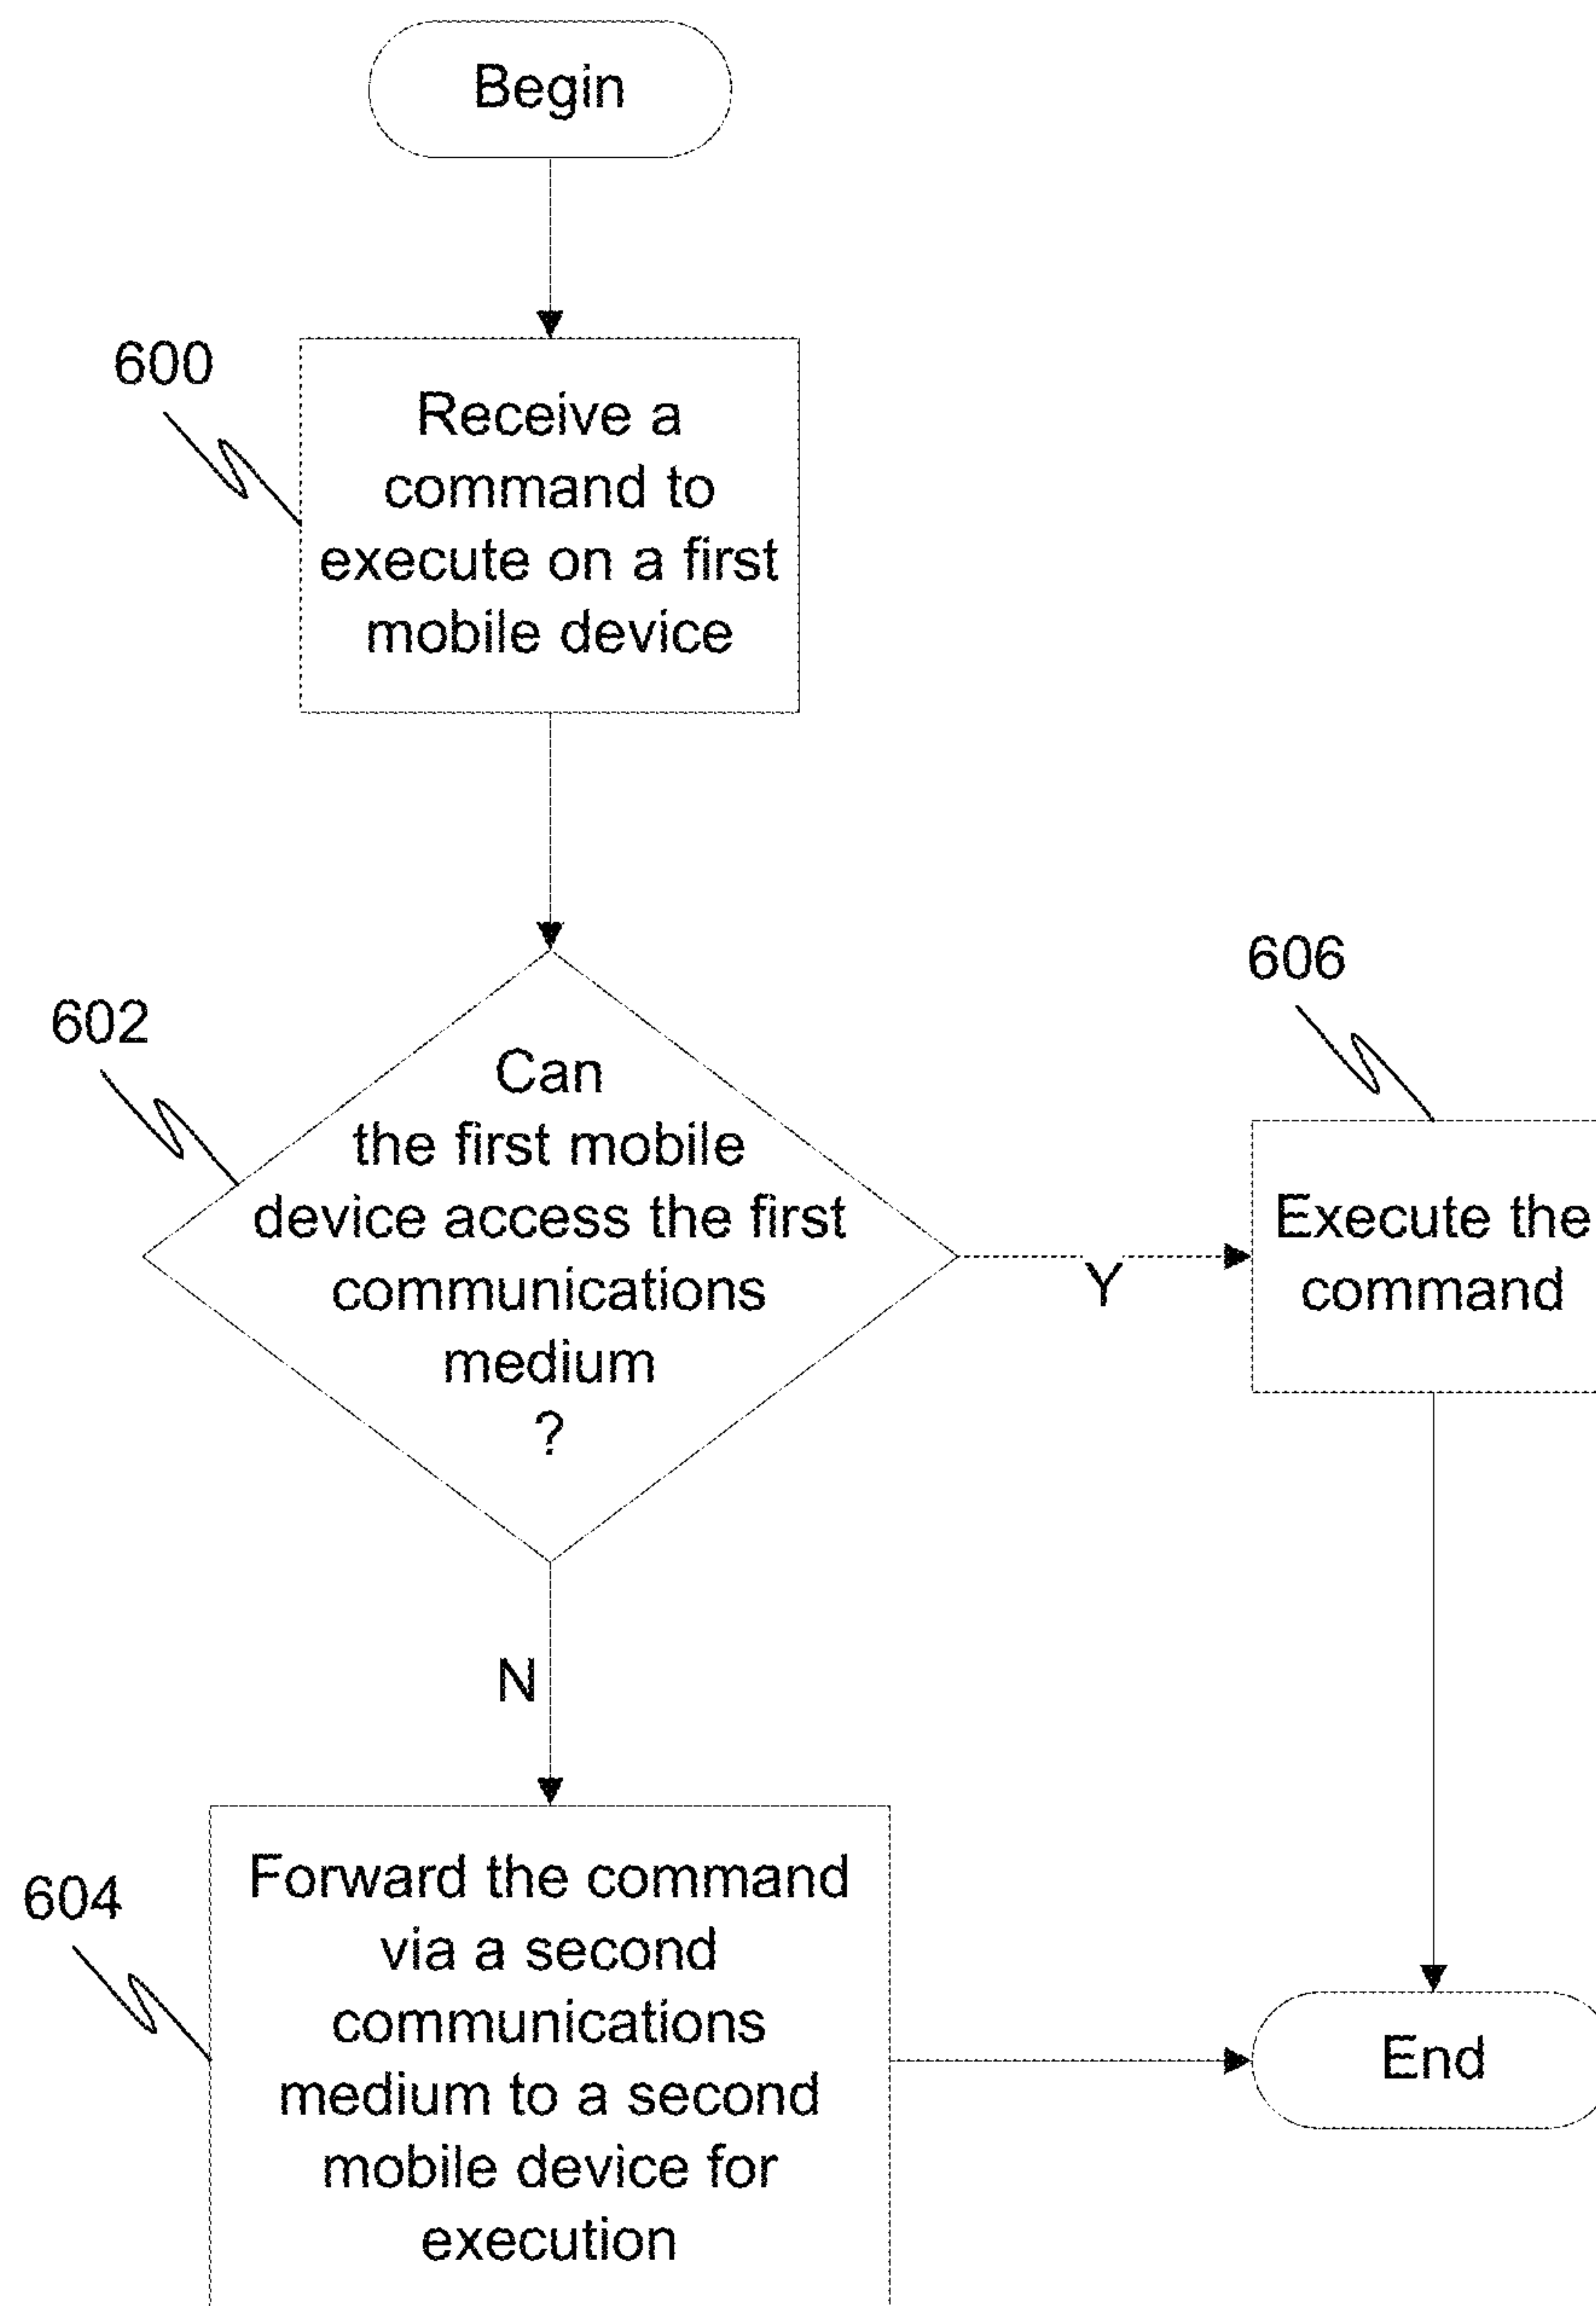 Begin
600
Receive a
command to
execute on a first
mobile device
602
Can
the first mobile
device access the first
communications
medium
?
Y
606
Execute the
command
N
604
Forward the command
via a second
communications
medium to a second
mobile device for
execution
End